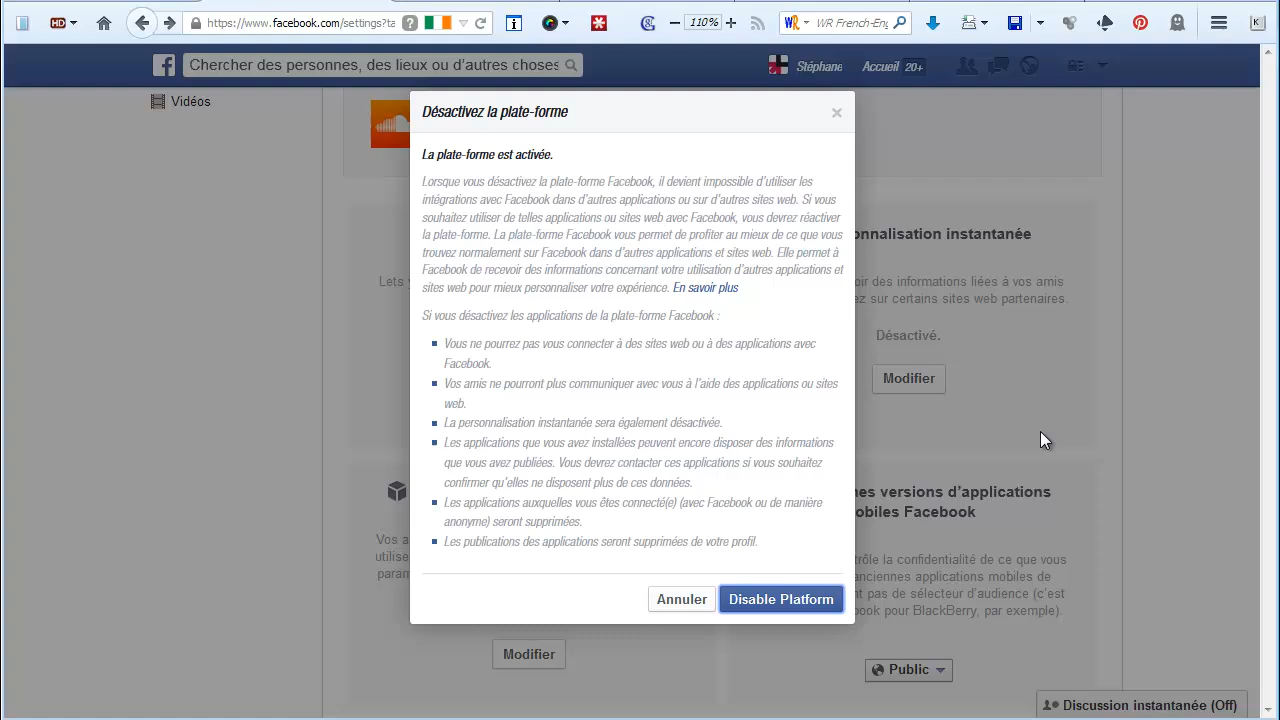 HD
https://www.facebook.com/settings?ta
110%
WR French-Eng
Chercher des personnes, des lieux ou d'autres choses
Stéphane
Accueil 20+
Vidéos
Désactivez la plate-forme
La plate-forme est activée.
Lorsque vous désactivez la plate-forme Facebook, il devient impossible d'utiliser les
intégrations avec Facebook dans d'autres applications ou sur d'autres sites web. Si vous
souhaitez utiliser de telles applications ou sites web avec Facebook, vous devrez réactiver
la plate-forme. La plate-forme Facebook vous permet de profiter au mieux de ce que vous
trouvez normalement sur Facebook dans d'autres applications et sites web. Elle permet à
Facebook de recevoir des informations concernant votre utilisation d'autres applications et
sites web pour mieux personnaliser votre expérience. En savoir plus
Si vous désactivez les applications de la plate-forme Facebook :
Vous ne pourrez pas vous connecter à des sites web ou à des applications avec
Facebook.
Vos amis ne pourront plus communiquer avec vous à l'aide des applications ou sites
web.
La personnalisation instantanée sera également désactivée.
Les applications que vous avez installées peuvent encore disposer des informations
que vous avez publiées. Vous devrez contacter ces applications si vous souhaitez
confirmer qu'elles ne disposent plus de ces données.
Les applications auxquelles vous êtes connecté(e) (avec Facebook ou de manière
anonyme) seront supprimées.
Les publications des applications seront supprimées de votre profil.
Annuler
Disable Platform
Lets y
onnalisation instantanée
oir des informations liées à vos amis
ez sur certains sites web partenaires.
Désactivé.
Modifier
Vos a
utilise
param
Modifier
nes versions d'applications
obiles Facebook
trôle la confidentialité de ce que vous
anciennes applications mobiles de
nt pas de sélecteur d'audience (c'est
ook pour BlackBerry, par exemple).
Public
Discussion instantanée (Off)